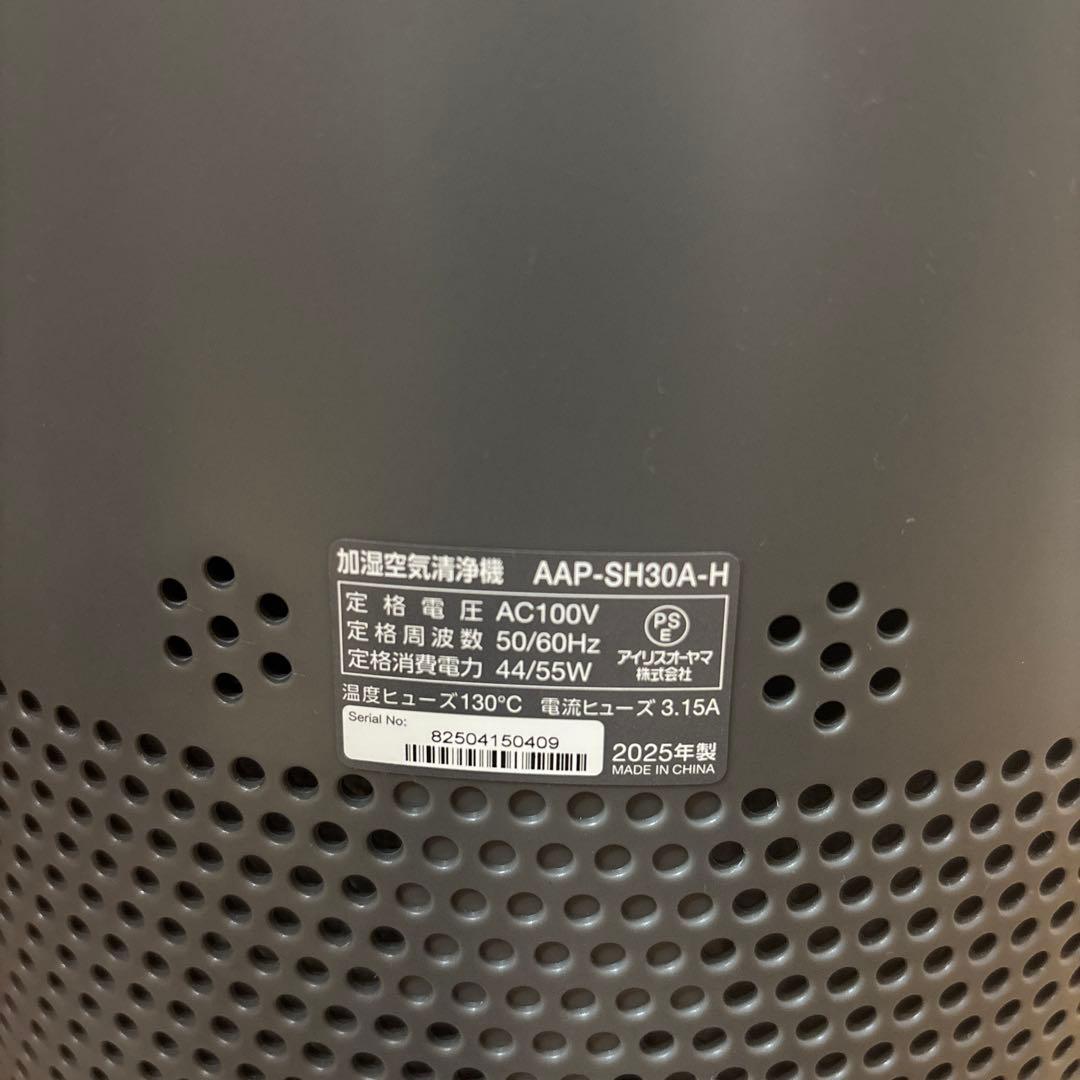 加湿空気清浄機 AAP-SH30A-H
定格電圧 AC100V
定格周波数 50/60Hz
定格消費電力 44/55W
PS
E
アイリスオーヤマ
株式会社
温度ヒューズ130℃ 電流ヒューズ 3.15A
Serial No:
82504150409
2025年製
MADE IN CHINA